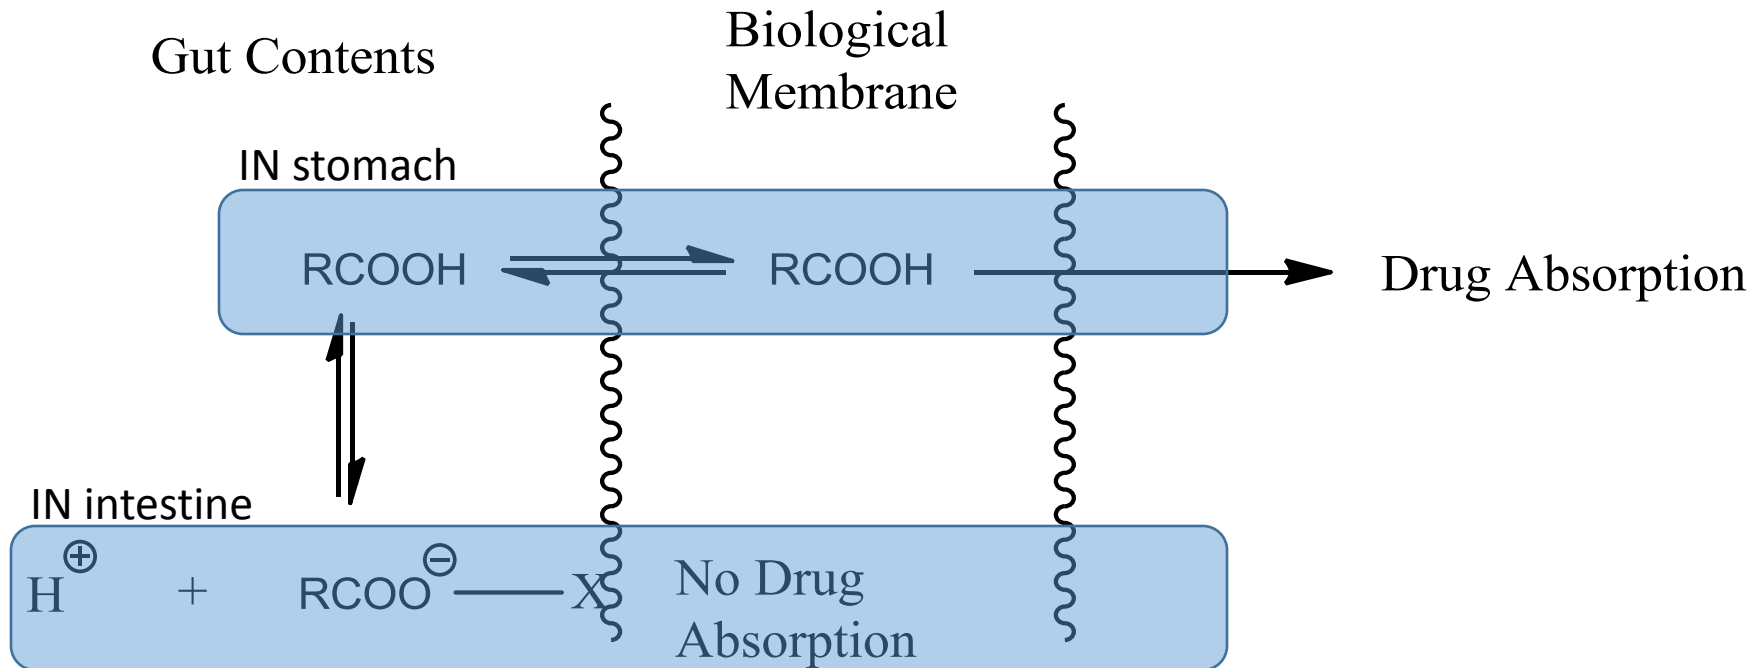 Gut Contents
Biological
Membrane
IN stomach
RCOOH
RCOOH
Drug Absorption
IN intestine
H⊕ + RCOO⊖ — X
No Drug
Absorption